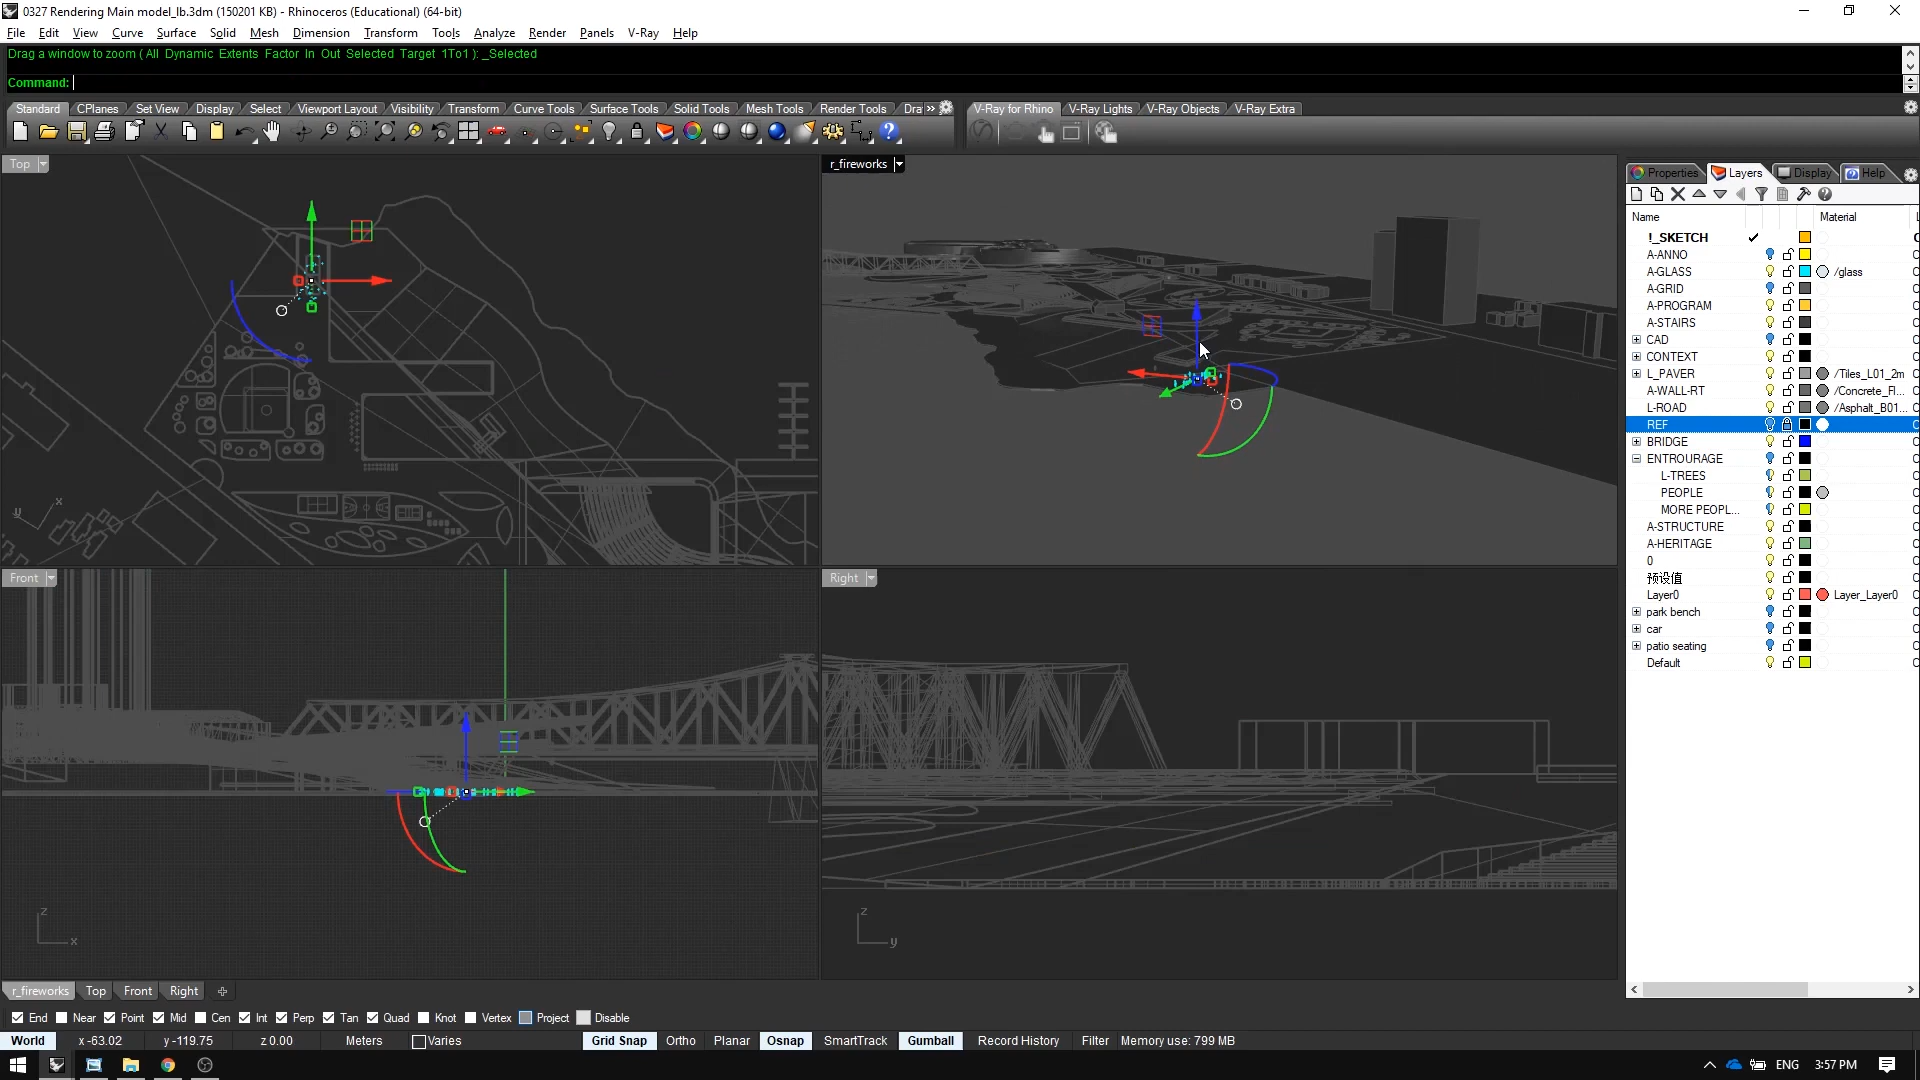 0327 Rendering Main model_lb.3dm (150201 KB) - Rhinoceros (Educational) (64-bit)
File Edit View Curve Surface Solid Mesh Dimension Transform Tools Analyze Render Panels V-Ray Help
Drag a window to zoom ( All Dynamic Extents Factor In Out Selected Target 1To1 ): _Selected
Command:
Standard CPlanes Set View Display Select Viewport Layout Visibility Transform Curve Tools Surface Tools Solid Tools Mesh Tools Render Tools Dra »
V-Ray for Rhino V-Ray Lights V-Ray Objects V-Ray Extra
Top
r_fireworks
Properties Layers Display Help
Name Material L
!_SKETCH
A-ANNO
A-GLASS /glass
A-GRID
A-PROGRAM
A-STAIRS
CAD
CONTEXT
L_PAVER /Tiles_L01_2m
A-WALL-RT /Concrete_Fl...
L-ROAD /Asphalt_B01...
REF
BRIDGE
ENTOURAGE
L-TREES
PEOPLE
MORE PEOPL...
A-STRUCTURE
A-HERITAGE
0
预设值
Layer0 Layer_Layer0
park bench
car
patio seating
Default
y x
Front
Right
z x
z y
r_fireworks Top Front Right
End Near Point Mid Cen Int Perp Tan Quad Knot Vertex Project Disable
World x -63.02 y -119.75 z 0.00 Meters Varies Grid Snap Ortho Planar Osnap SmartTrack Gumball Record History Filter Memory use: 799 MB
ENG 3:57 PM